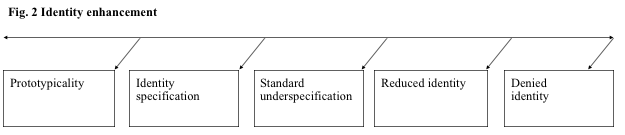 Fig. 2 Identity enhancement
Prototypicality
Identity
specification
Standard
underspecification
Reduced identity
Denied
identity